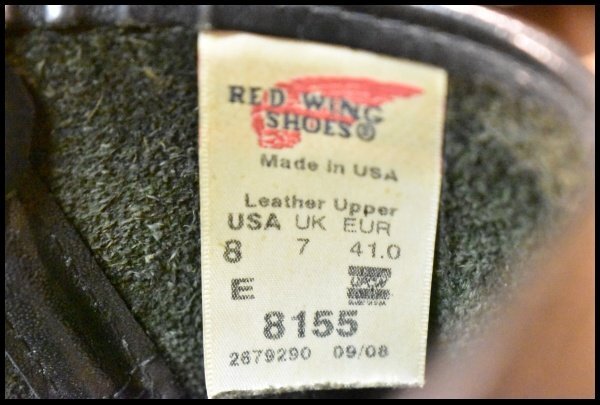 RED WING
SHOES®
Made in USA
Leather Upper
USA UK EUR
8 7 41.0
E UFCW
8155
2679290 09/08